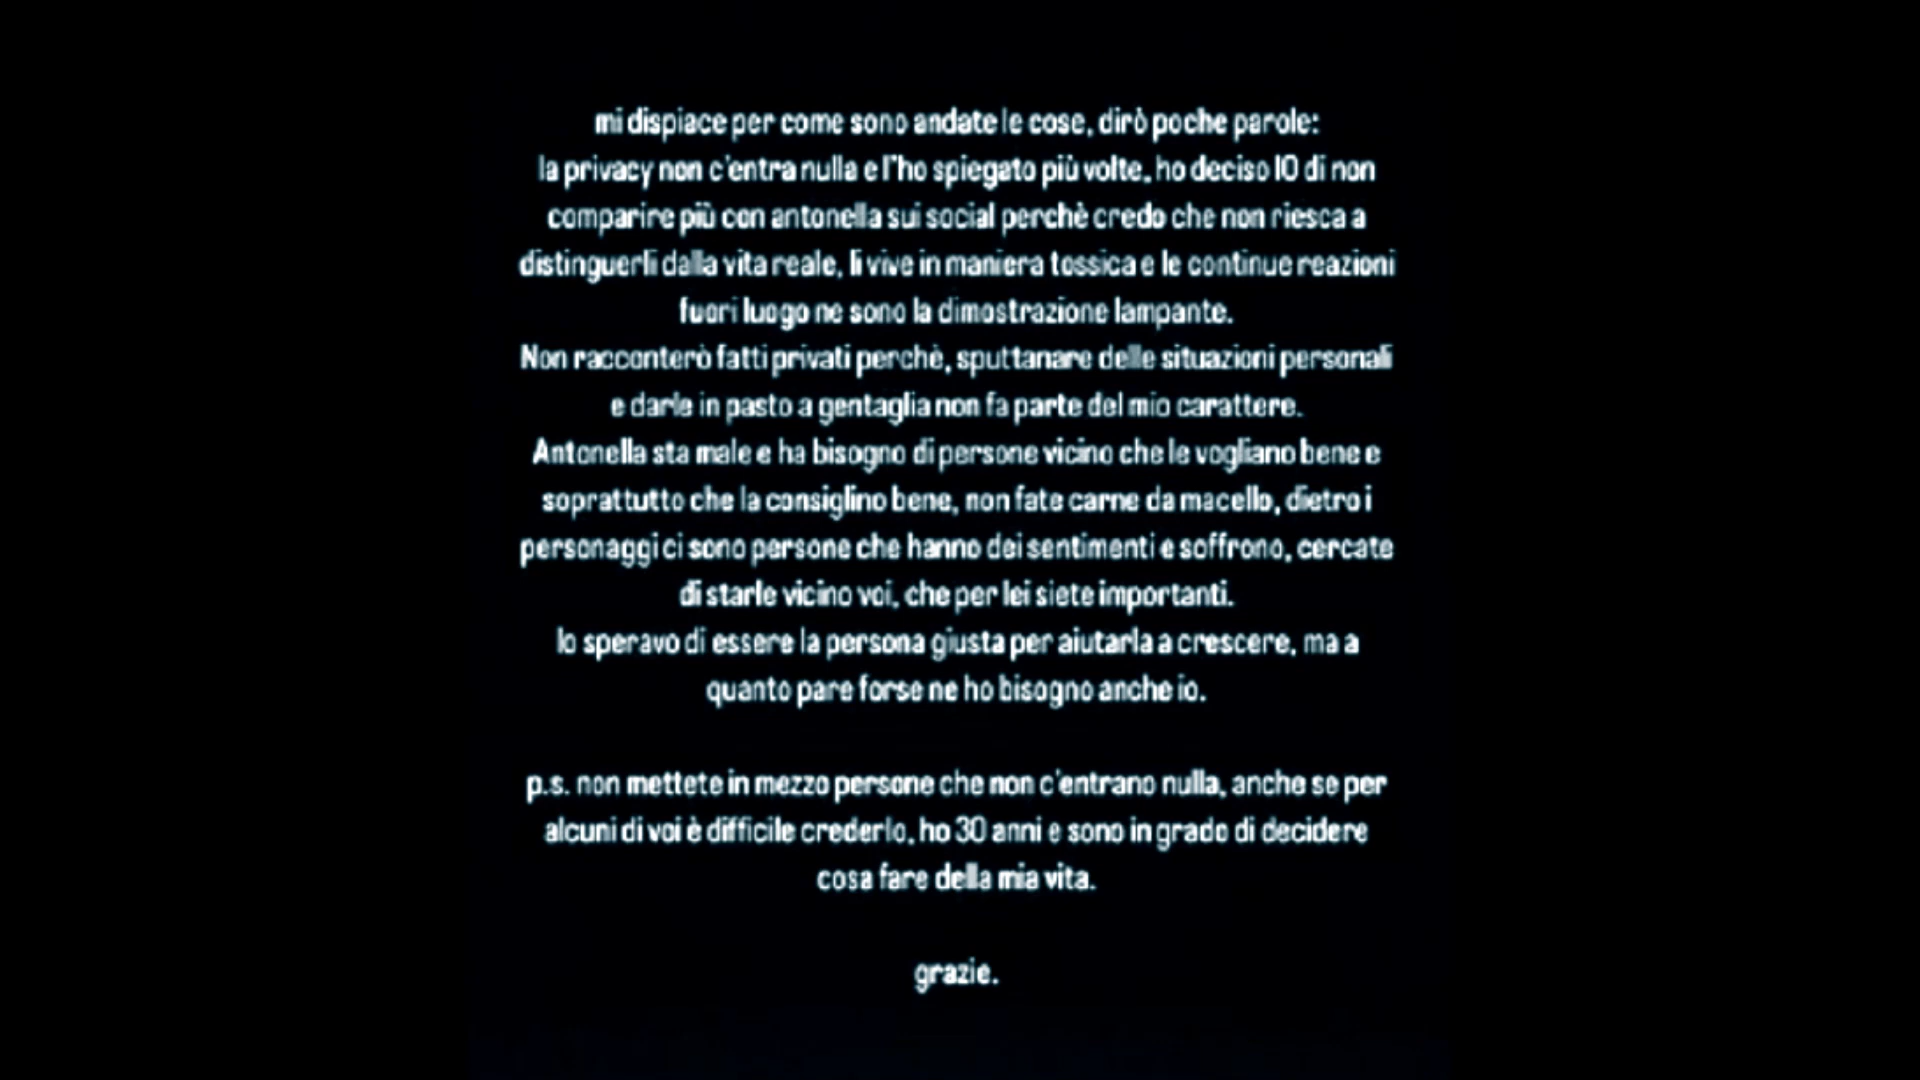 mi dispiace per come sono andate le cose, dirò poche parole:
la privacy non c'entra nulla e l"ho spiegato più volte, ho deciso IO di non
comparire più con antonella sui social perchè credo che non riesca a
distinguerli dalla vita reale, li vive in maniera tossica e le continue reazioni
fuori luogo ne sono la dimostrazione lampante.
Non racconterò fatti privati perchè, sputtanare delle situazioni personali
e darle in pasto a gentaglia non fa parte del mio carattere.
Antonella sta male e ha bisogno di persone vicino che le vogliano bene e
soprattutto che la consiglino bene, non fate carne da macello, dietro i
personaggi ci sono persone che hanno dei sentimenti e soffrono, cercate
di starle vicino voi, che per lei siete importanti.
Io speravo di essere la persona giusta per aiutarla a crescere, ma a
quanto pare forse ne ho bisogno anche io.
p.s. non mettete in mezzo persone che non c'entrano nulla, anche se per
alcuni di voi è difficile crederlo, ho 30 anni e sono in grado di decidere
cosa fare della mia vita.
grazie.